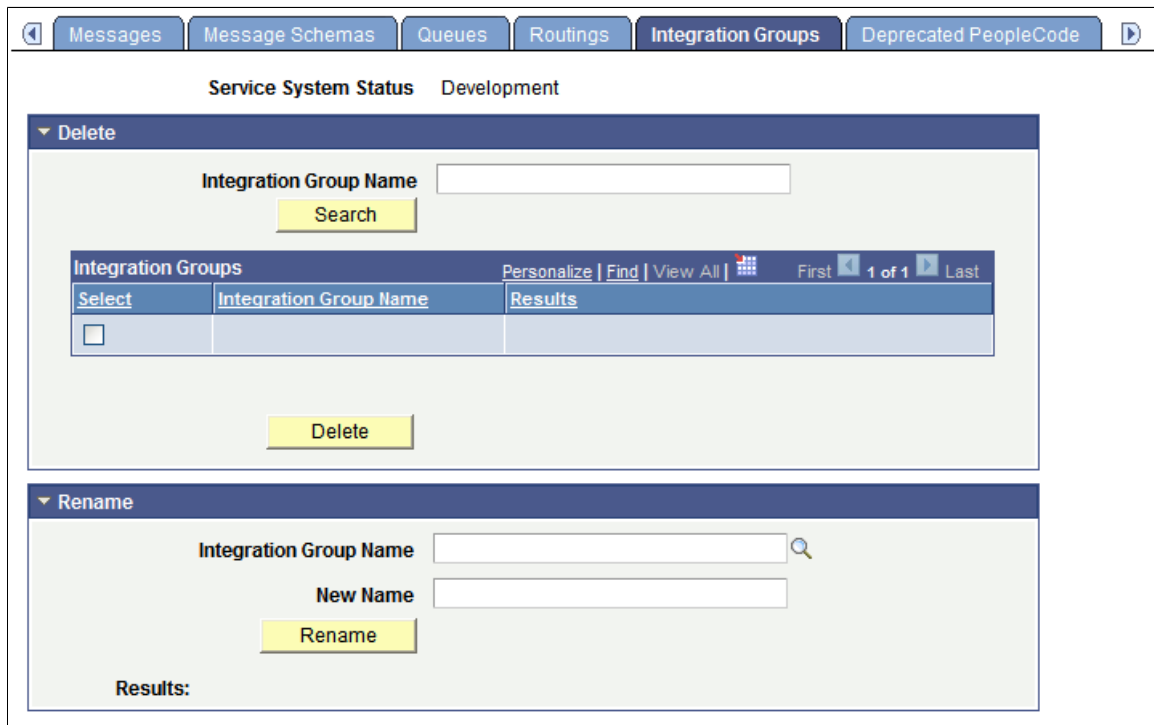 Messages Message Schemas Queues Routings Integration Groups Deprecated PeopleCode
Service System Status Development
Delete
Integration Group Name
Search
Integration Groups Personalize | Find | View All | First 1 of 1 Last
Select Integration Group Name Results
Delete
Rename
Integration Group Name
New Name
Rename
Results: